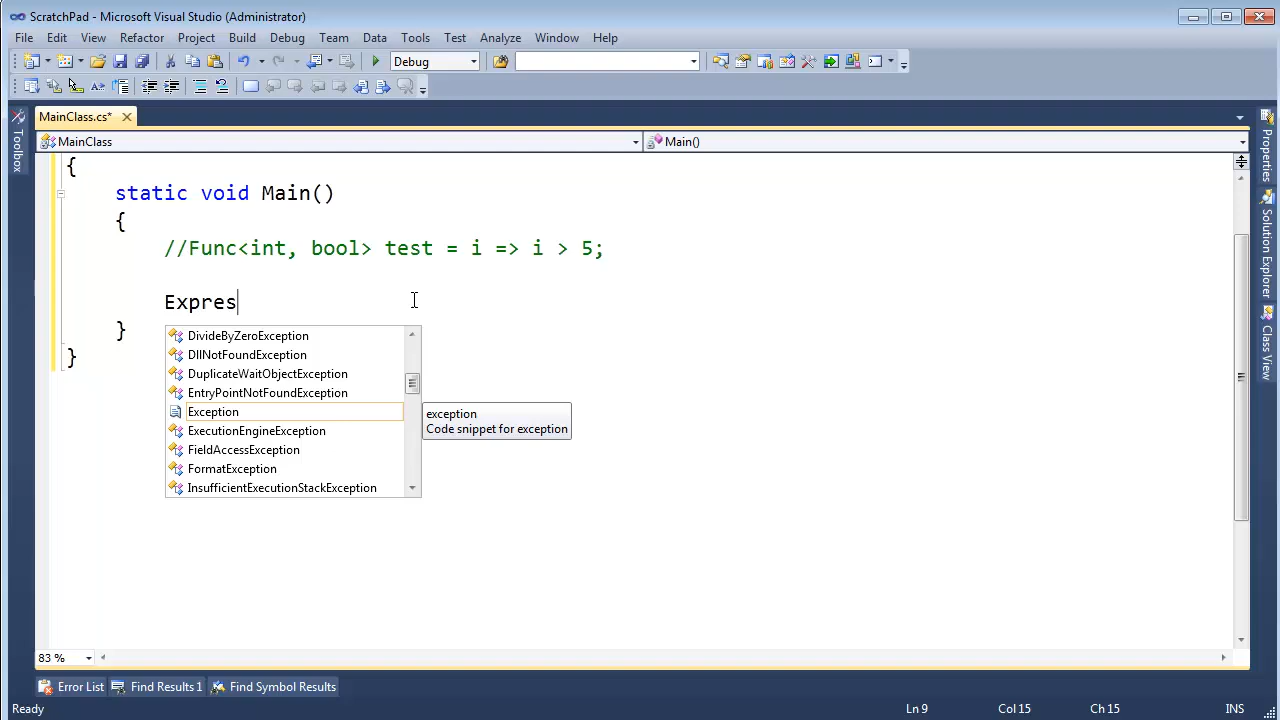 ScratchPad - Microsoft Visual Studio (Administrator)
File Edit View Refactor Project Build Debug Team Data Tools Test Analyze Window Help
Debug
MainClass.cs*
MainClass
Main()
Toolbox
Properties
Solution Explorer
Class View
{
static void Main()
{
//Func<int, bool> test = i => i > 5;
Expres
}
}
DivideByZeroException
DllNotFoundException
DuplicateWaitObjectException
EntryPointNotFoundException
Exception
ExecutionEngineException
FieldAccessException
FormatException
InsufficientExecutionStackException
exception
Code snippet for exception
83 %
Error List Find Results 1 Find Symbol Results
Ready Ln 9 Col 15 Ch 15 INS